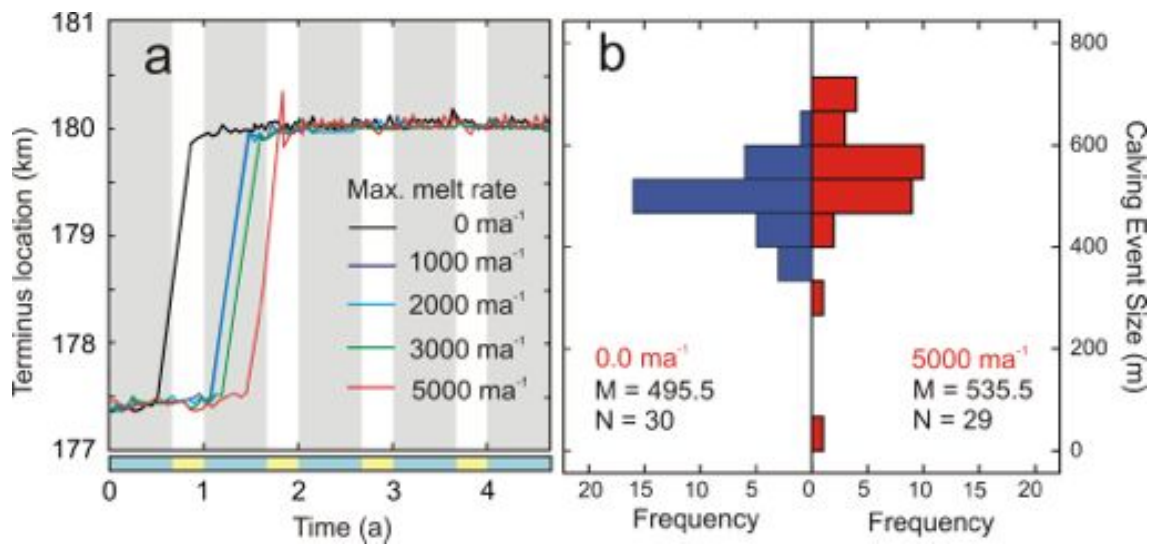 a
181
180
179
178
177
Terminus location (km)
Max. melt rate
0 ma⁻¹
1000 ma⁻¹
2000 ma⁻¹
3000 ma⁻¹
5000 ma⁻¹
0 1 2 3 4
Time (a)
b
800
600
400
200
0
Calving Event Size (m)
0.0 ma⁻¹
M = 495.5
N = 30
5000 ma⁻¹
M = 535.5
N = 29
20 15 10 5 0 5 10 15 20
Frequency Frequency